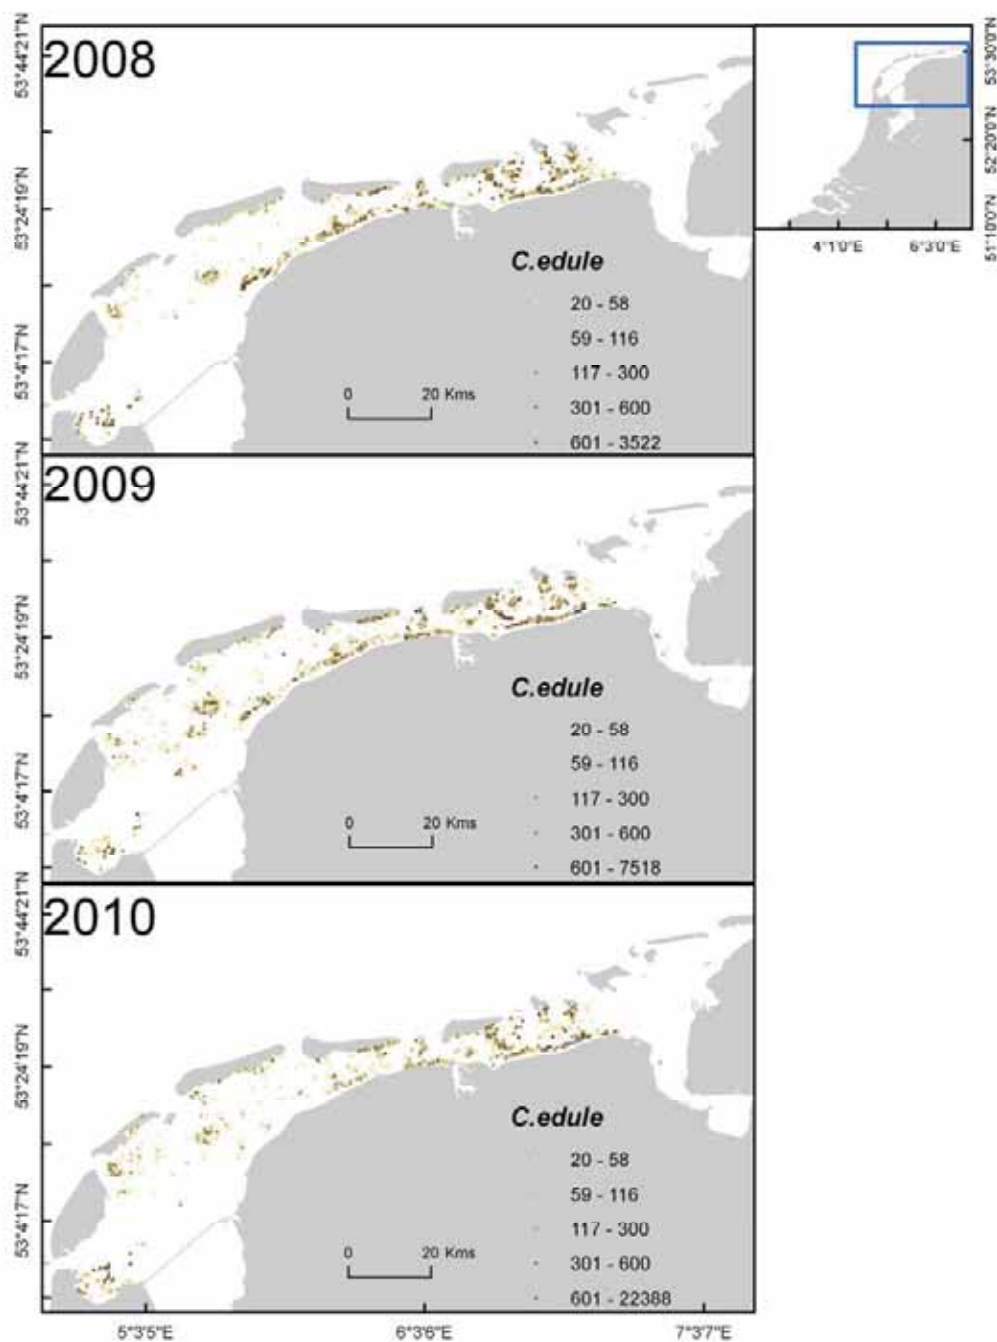 2008
53°44'21"N
53°24'19"N
53°4'17"N
C.edule
20 - 58
59 - 116
117 - 300
301 - 600
601 - 3522
0 20 Kms
53°30'0"N
52°20'0"N
51°10'0"N
4°1'0"E 6°3'0"E
2009
53°44'21"N
53°24'19"N
53°4'17"N
C.edule
20 - 58
59 - 116
117 - 300
301 - 600
601 - 7518
0 20 Kms
2010
53°44'21"N
53°24'19"N
53°4'17"N
C.edule
20 - 58
59 - 116
117 - 300
301 - 600
601 - 22388
0 20 Kms
5°3'5"E 6°3'6"E 7°3'7"E